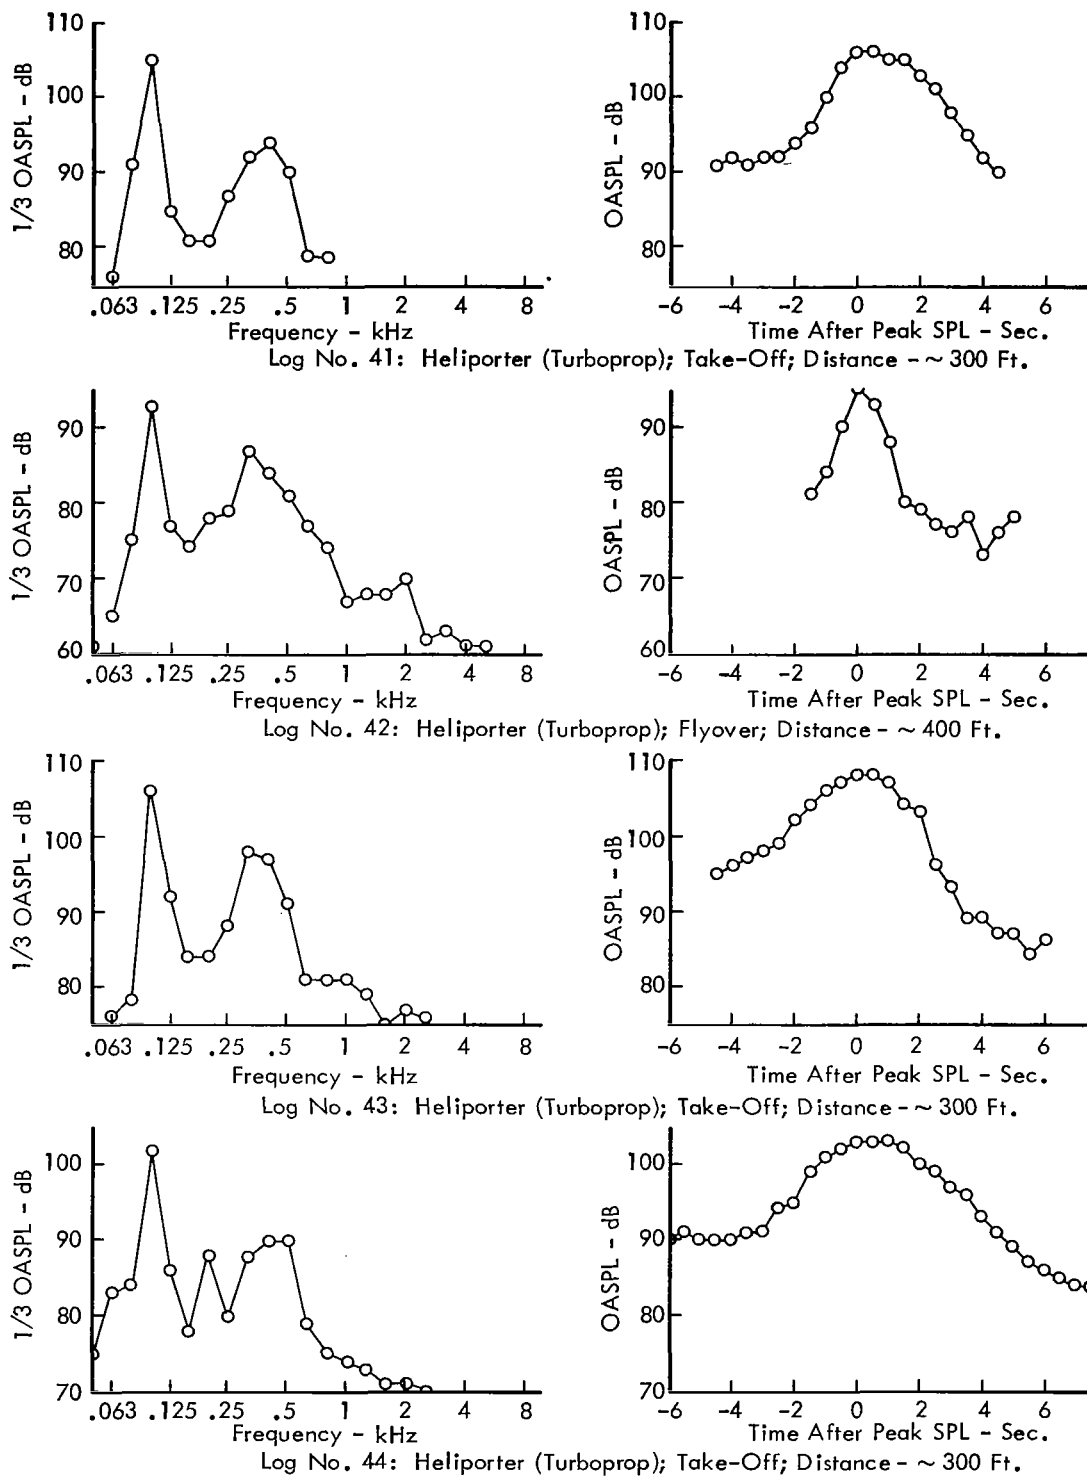 110
100
90
80
1/3 OASPL - dB
.063 .125 .25 .5 1 2 4 8
Frequency - kHz
110
100
90
80
OASPL - dB
-6 -4 -2 0 2 4 6
Time After Peak SPL - Sec.
Log No. 41: Heliporter (Turboprop); Take-Off; Distance - ~ 300 Ft.
90
80
70
60
1/3 OASPL - dB
.063 .125 .25 .5 1 2 4 8
Frequency - kHz
90
80
70
60
OASPL - dB
-6 -4 -2 0 2 4 6
Time After Peak SPL - Sec.
Log No. 42: Heliporter (Turboprop); Flyover; Distance - ~ 400 Ft.
110
100
90
80
1/3 OASPL - dB
.063 .125 .25 .5 1 2 4 8
Frequency - kHz
110
100
90
80
OASPL - dB
-6 -4 -2 0 2 4 6
Time After Peak SPL - Sec.
Log No. 43: Heliporter (Turboprop); Take-Off; Distance - ~ 300 Ft.
100
90
80
70
1/3 OASPL - dB
.063 .125 .25 .5 1 2 4 8
Frequency - kHz
100
90
80
70
OASPL - dB
-6 -4 -2 0 2 4 6
Time After Peak SPL - Sec.
Log No. 44: Heliporter (Turboprop); Take-Off; Distance - ~ 300 Ft.